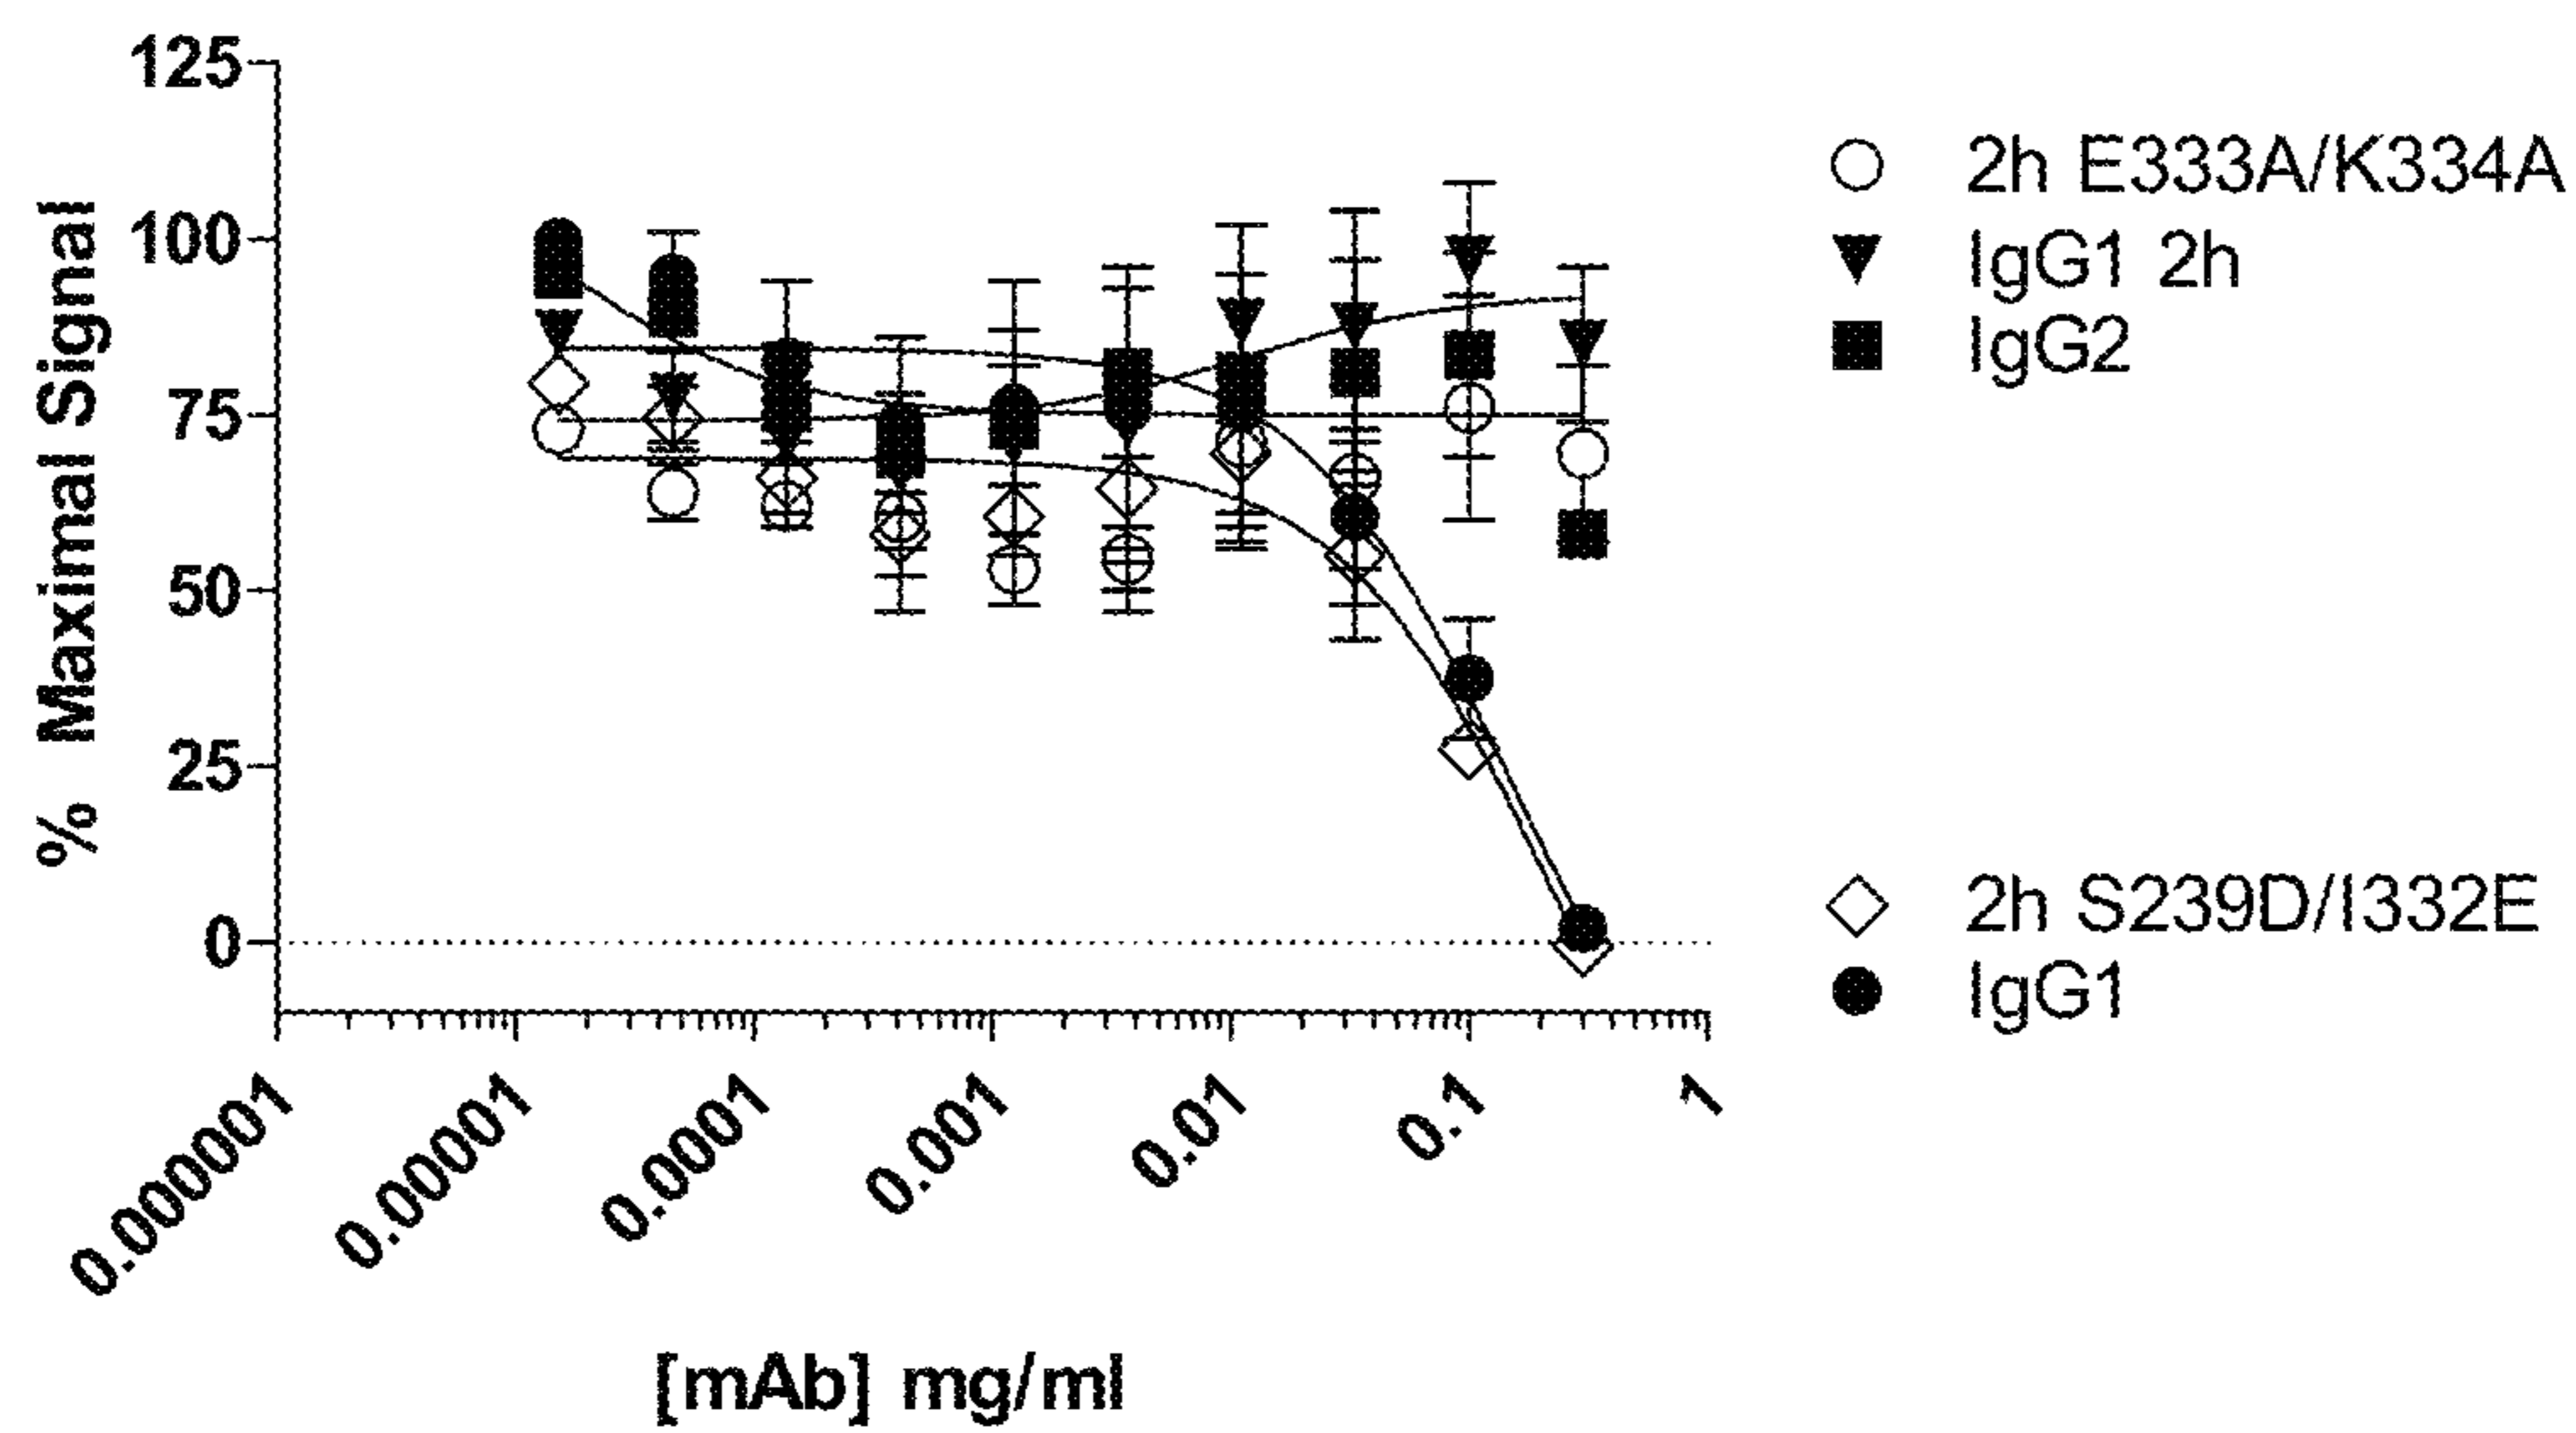 % Maximal Signal
125
100
75
50
25
0
0.000001
0.00001
0.0001
0.001
0.01
0.1
1
[mAb] mg/ml
2h E333A/K334A
IgG1 2h
IgG2
2h S239D/I332E
IgG1